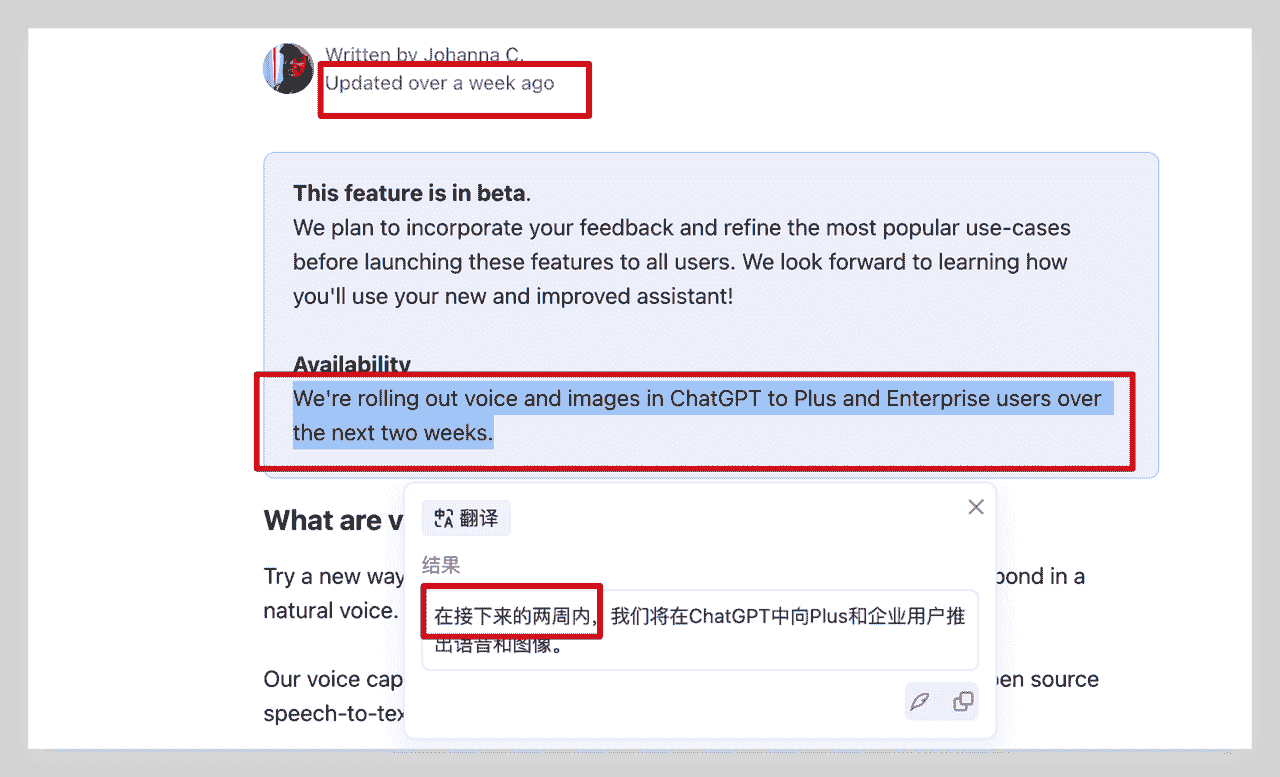 Written by Johanna C.
Updated over a week ago
This feature is in beta.
We plan to incorporate your feedback and refine the most popular use-cases
before launching these features to all users. We look forward to learning how
you'll use your new and improved assistant!
Availability
We're rolling out voice and images in ChatGPT to Plus and Enterprise users over
the next two weeks.
What are v
翻译
结果
Try a new way
pond in a
natural voice.
在接下来的两周内，我们将在ChatGPT中向Plus和企业用户推
出语音和图像。
Our voice cap
en source
speech-to-tex